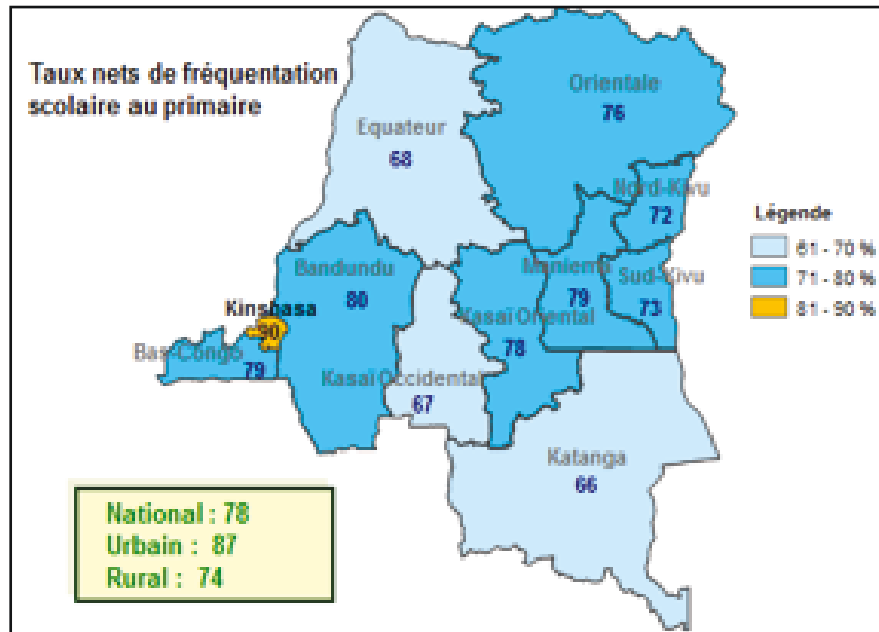 Taux nets de fréquentation
scolaire au primaire
Orientale
76
Equateur
68
Nord-Kivu
72
Légende
61 - 70 %
71 - 80 %
81 - 90 %
Bandundu
80
Maniema
79
Sud-Kivu
73
Kinshasa
90
Kasaï Oriental
78
Bas-Congo
79
Kasaï Occidental
67
Katanga
66
National : 78
Urbain : 87
Rural : 74